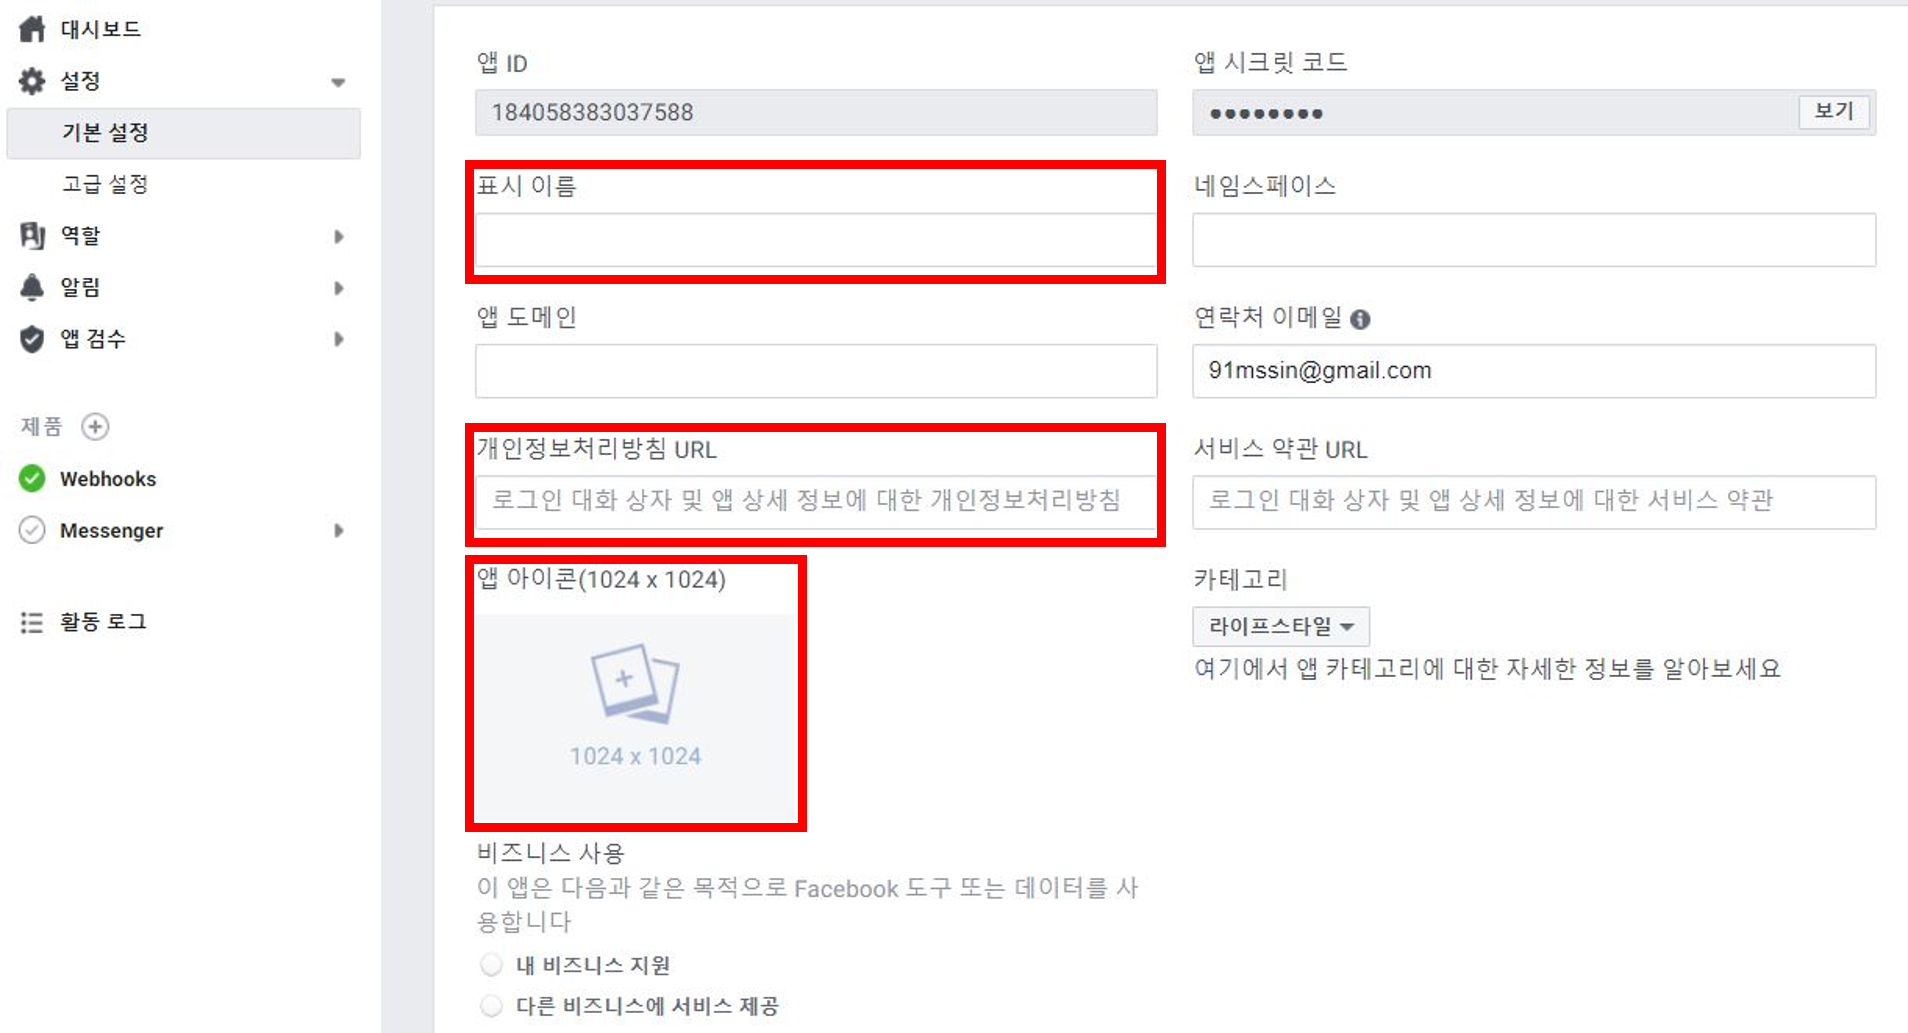 대시보드
설정
기본 설정
고급 설정
역할
알림
앱 검수
제품
Webhooks
Messenger
활동 로그
앱 ID
184058383037588
앱 시크릿 코드
●●●●●●●●
보기
표시 이름
네임스페이스
앱 도메인
연락처 이메일
91mssin@gmail.com
개인정보처리방침 URL
로그인 대화 상자 및 앱 상세 정보에 대한 개인정보처리방침
서비스 약관 URL
로그인 대화 상자 및 앱 상세 정보에 대한 서비스 약관
앱 아이콘(1024 x 1024)
1024 x 1024
카테고리
라이프스타일
여기에서 앱 카테고리에 대한 자세한 정보를 알아보세요
비즈니스 사용
이 앱은 다음과 같은 목적으로 Facebook 도구 또는 데이터를 사
용합니다
내 비즈니스 지원
다른 비즈니스에 서비스 제공